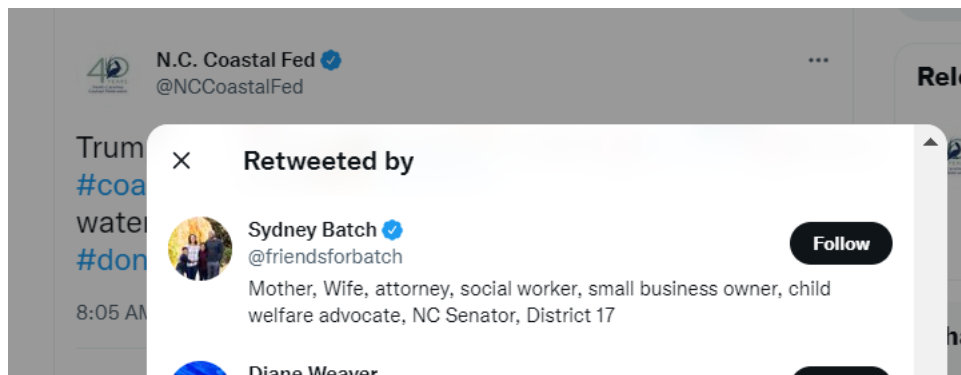 N.C. Coastal Fed
@NCCoastalFed
Rel
Trum
#coa
water
#don
8:05 AM
Retweeted by
Sydney Batch
@friendsforbatch
Follow
Mother, Wife, attorney, social worker, small business owner, child
welfare advocate, NC Senator, District 17
Diane Weaver